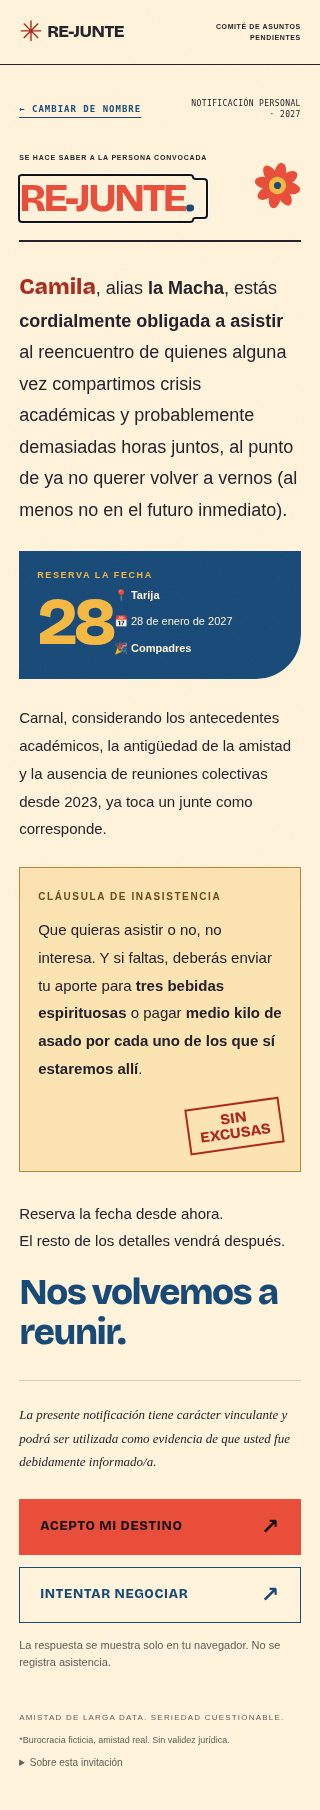 RE-JUNTE
COMITÉ DE ASUNTOS
PENDIENTES
← CAMBIAR DE NOMBRE
NOTIFICACIÓN PERSONAL
· 2027
SE HACE SABER A LA PERSONA CONVOCADA
RE-JUNTE.
Camila, alias la Macha, estás
cordialmente obligada a asistir
al reencuentro de quienes alguna
vez compartimos crisis
académicas y probablemente
demasiadas horas juntos, al punto
de ya no querer volver a vernos (al
menos no en el futuro inmediato).
RESERVA LA FECHA
28
📍 Tarija
📅 28 de enero de 2027
🎉 Compadres
Carnal, considerando los antecedentes
académicos, la antigüedad de la amistad
y la ausencia de reuniones colectivas
desde 2023, ya toca un junte como
corresponde.
CLÁUSULA DE INASISTENCIA
Que quieras asistir o no, no
interesa. Y si faltas, deberás enviar
tu aporte para tres bebidas
espirituosas o pagar medio kilo de
asado por cada uno de los que sí
estaremos allí.
SIN
EXCUSAS
Reserva la fecha desde ahora.
El resto de los detalles vendrá después.
Nos volvemos a
reunir.
La presente notificación tiene carácter vinculante y
podrá ser utilizada como evidencia de que usted fue
debidamente informado/a.
ACEPTO MI DESTINO ↗
INTENTAR NEGOCIAR ↗
La respuesta se muestra solo en tu navegador. No se
registra asistencia.
AMISTAD DE LARGA DATA. SERIEDAD CUESTIONABLE.
*Burocracia ficticia, amistad real. Sin validez jurídica.
▶ Sobre esta invitación